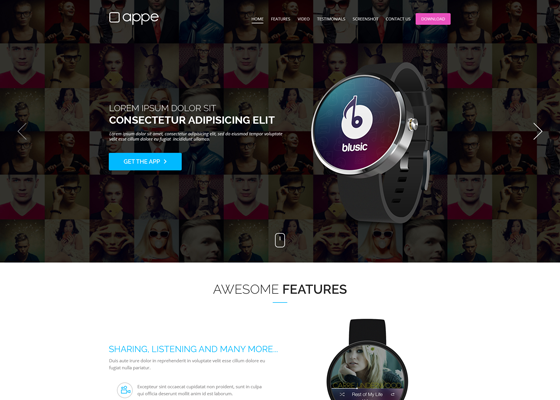 appe
HOME FEATURES VIDEO TESTIMONIALS SCREENSHOT CONTACT US DOWNLOAD
LOREM IPSUM DOLOR SIT
CONSECTETUR ADIPISICING ELIT
Lorem ipsum dolor sit amet, consectetur adipisicing elit, sed do eiusmod tempor voluptate
velit esse cillum dolore eu fugiat incididunt ullamco.
GET THE APP
blusic
AWESOME FEATURES
SHARING, LISTENING AND MANY MORE...
Duis aute irure dolor in reprehenderit in voluptate velit esse cillum dolore eu
fugiat nulla pariatur.
Excepteur sint occaecat cupidatat non proident, sunt in culpa
qui officia deserunt mollit anim id est laborum.
Rest of My Life